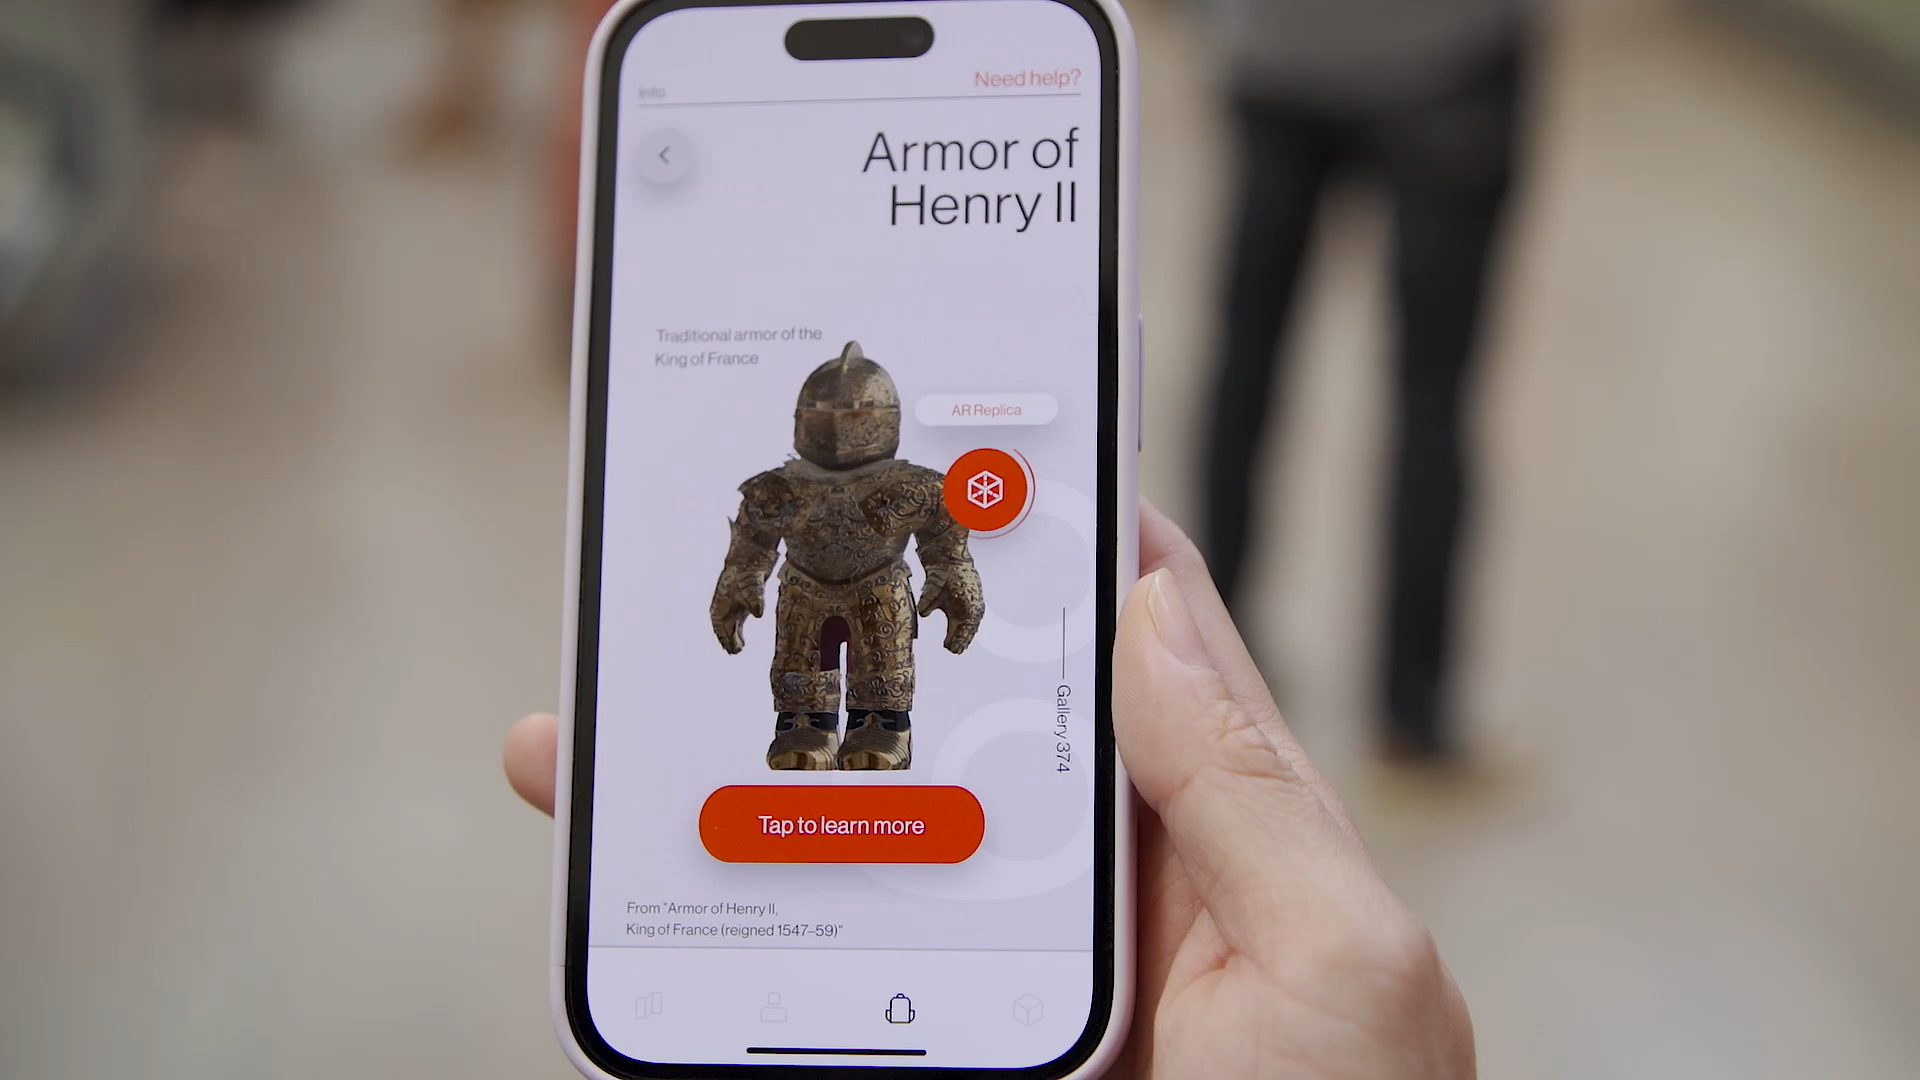 Info
Need help?
Armor of
Henry II
Traditional armor of the
King of France
AR Replica
Gallery 374
Tap to learn more
From "Armor of Henry II,
King of France (reigned 1547–59)"